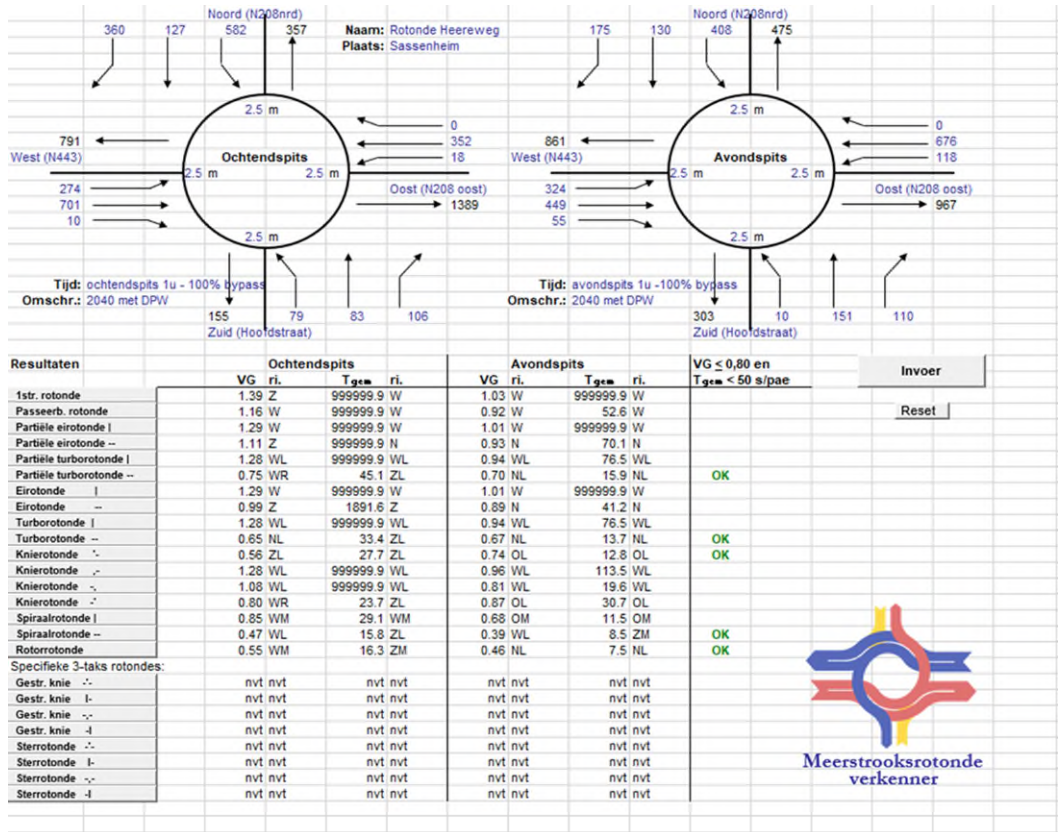 Noord (N208nrd) Noord (N208nrd)
360 127 582 357 Naam: Rotonde Heereweg 175 130 408 475
Plaats: Sassenheim
2.5 m 2.5 m
0 0
791 352 861 676
West (N443) Ochtendspits 18 West (N443) Avondspits 118
2.5 m 2.5 m 2.5 m 2.5 m
274 Oost (N208 oost) 324 Oost (N208 oost)
701 1389 449 967
10 55
2.5 m 2.5 m
Tijd: ochtendspits 1u - 100% bypass Tijd: avondspits 1u -100% bypass
Omschr.: 2040 met DPW Omschr.: 2040 met DPW
155 79 83 106 303 10 151 110
Zuid (Hoofdstraat) Zuid (Hoofdstraat)
Resultaten Ochtendspits Avondspits VG ≤ 0,80 en Invoer
VG ri. Tgem ri. VG ri. Tgem ri. Tgem < 50 s/pae
1str. rotonde 1.39 Z 999999.9 W 1.03 W 999999.9 W
Passeerb. rotonde 1.16 W 999999.9 W 0.92 W 52.6 W Reset
Partiële eirotonde | 1.29 W 999999.9 W 1.01 W 999999.9 W
Partiële eirotonde -- 1.11 Z 999999.9 N 0.93 N 70.1 N
Partiële turborotonde | 1.28 WL 999999.9 WL 0.94 WL 76.5 WL
Partiële turborotonde -- 0.75 WR 45.1 ZL 0.70 NL 15.9 NL OK
Eirotonde | 1.29 W 999999.9 W 1.01 W 999999.9 W
Eirotonde -- 0.99 Z 1891.6 Z 0.89 N 41.2 N
Turborotonde | 1.28 WL 999999.9 WL 0.94 WL 76.5 WL
Turborotonde -- 0.65 NL 33.4 ZL 0.67 NL 13.7 NL OK
Knierotonde '- 0.56 ZL 27.7 ZL 0.74 OL 12.8 OL OK
Knierotonde ,- 1.28 WL 999999.9 WL 0.96 WL 113.5 WL
Knierotonde -, 1.08 WL 999999.9 WL 0.81 WL 19.6 WL
Knierotonde -' 0.80 WR 23.7 ZL 0.87 OL 30.7 OL
Spiraalrotonde | 0.85 WM 29.1 WM 0.68 OM 11.5 OM
Spiraalrotonde -- 0.47 WL 15.8 ZL 0.39 WL 8.5 ZM OK
Rotorrotonde 0.55 WM 16.3 ZM 0.46 NL 7.5 NL OK
Specifieke 3-taks rotondes:
Gestr. knie -'- nvt nvt nvt nvt nvt nvt nvt nvt
Gestr. knie |- nvt nvt nvt nvt nvt nvt nvt nvt
Gestr. knie -,- nvt nvt nvt nvt nvt nvt nvt nvt
Gestr. knie -| nvt nvt nvt nvt nvt nvt nvt nvt
Sterrotonde -'- nvt nvt nvt nvt nvt nvt nvt nvt
Sterrotonde |- nvt nvt nvt nvt nvt nvt nvt nvt
Sterrotonde -,- nvt nvt nvt nvt nvt nvt nvt nvt
Sterrotonde -| nvt nvt nvt nvt nvt nvt nvt nvt
Meerstrooksrotonde
verkenner